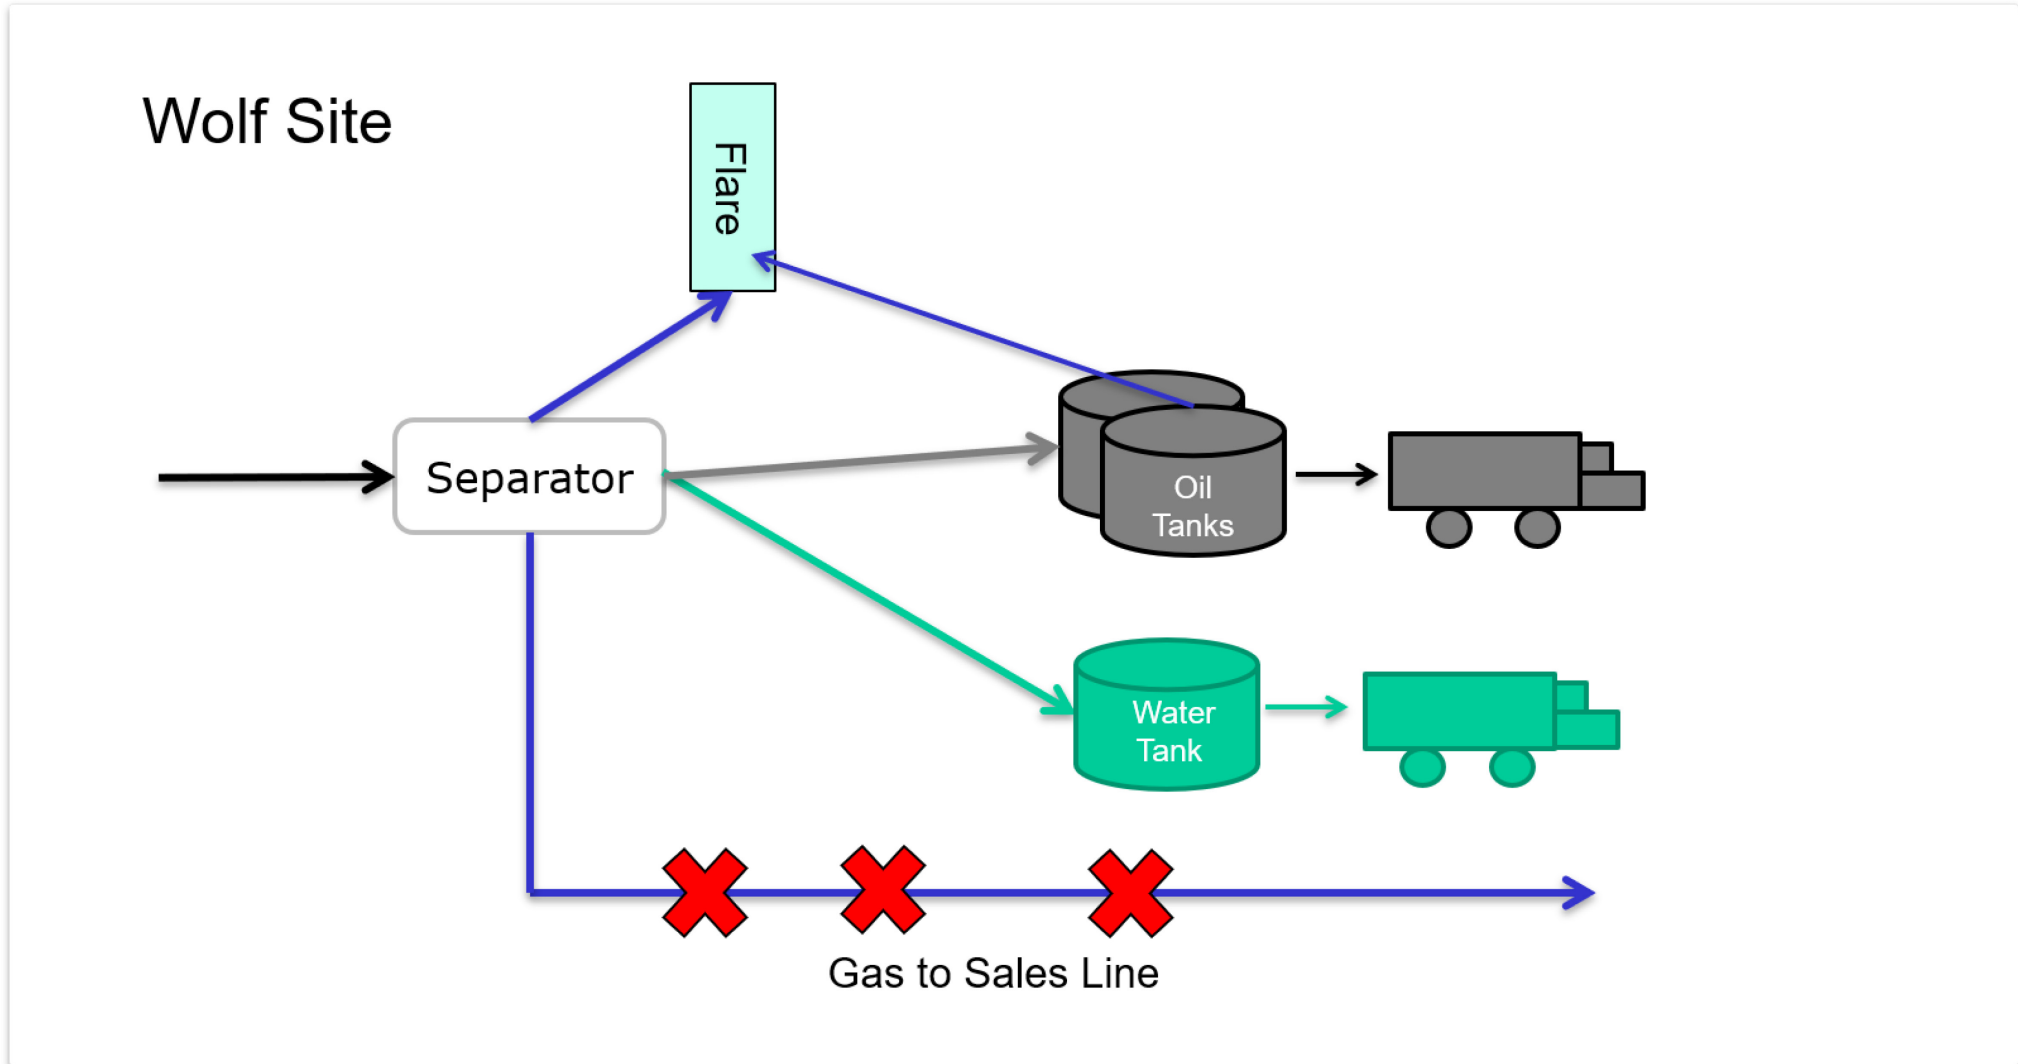 Wolf Site
Flare
Separator
Oil
Tanks
Water
Tank
Gas to Sales Line